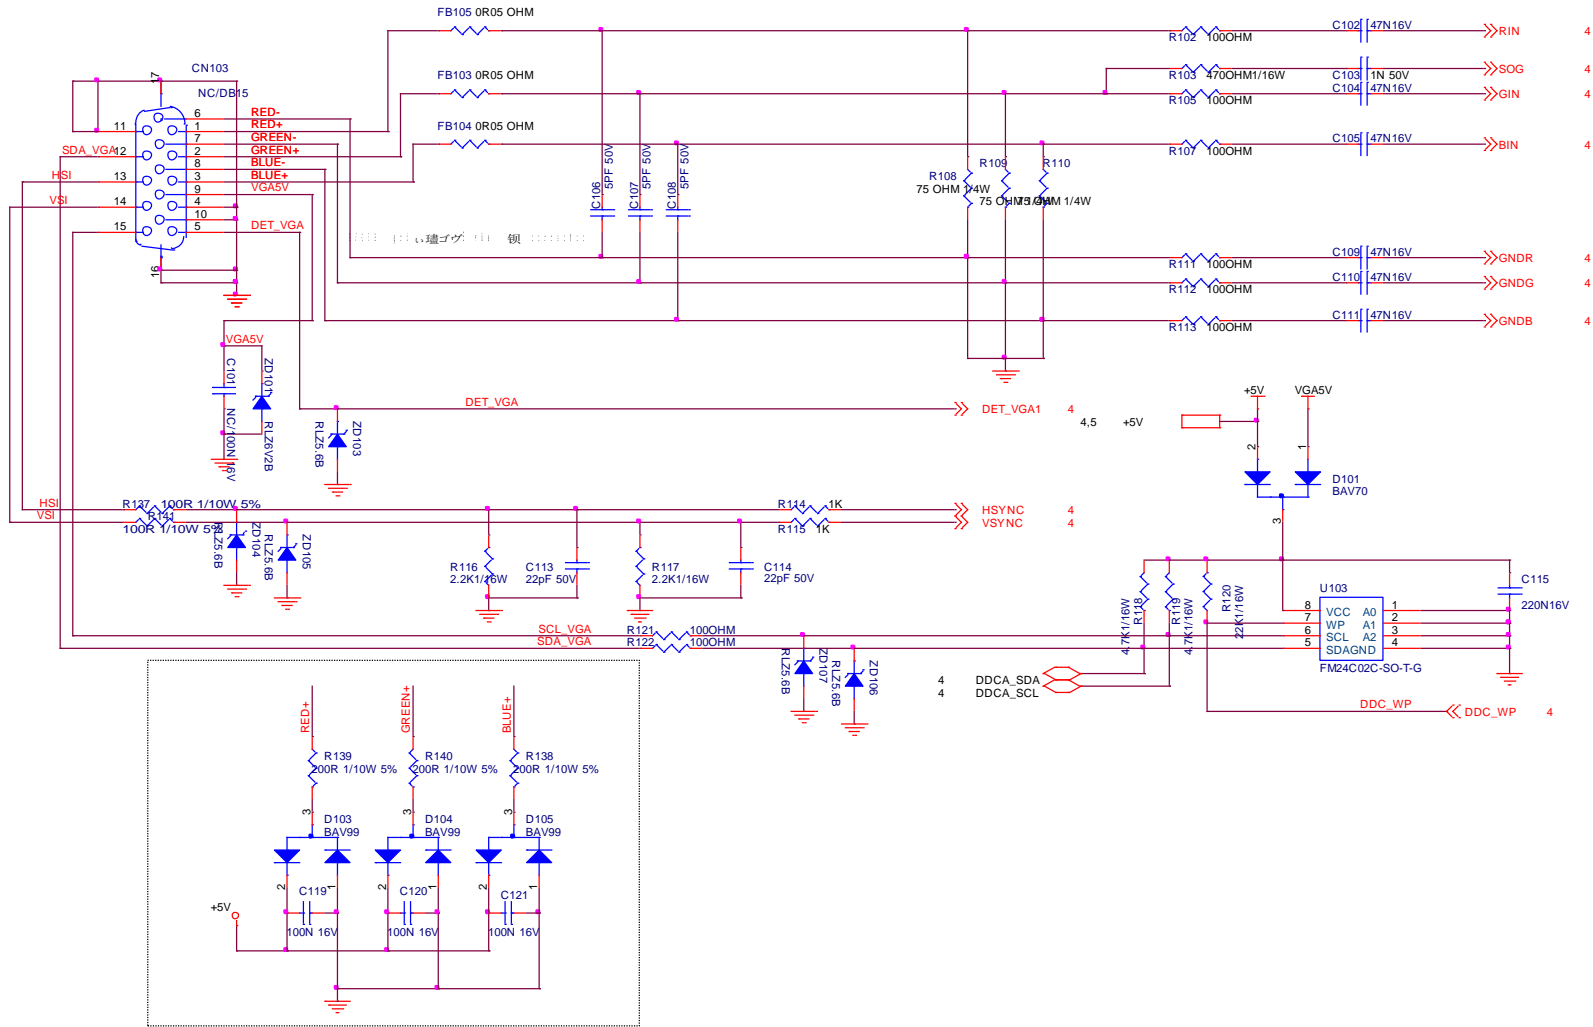 FB105 0R05 OHM
C102 47N16V
RIN 4
R102 100OHM
CN103
17
FB103 0R05 OHM
SOG 4
R103 470OHM1/16W
C103 1N 50V
NC/DB15
C104 47N16V
GIN 4
R105 100OHM
6 RED-
11 1 RED+
7 GREEN-
FB104 0R05 OHM
C105 47N16V
BIN 4
R107 100OHM
SDA_VGA 12 2 GREEN+
8 BLUE-
HSI 13 3 BLUE+
9 VGA5V
VSI 14 4
10
15 5 DET_VGA
16
C106 5PF 50V
C107 5PF 50V
C108 5PF 50V
R108
75 OHM 1/4W
R109
75 OHM 1/4W
R110
75 OHM 1/4W
C109 47N16V
GNDR 4
R111 100OHM
C110 47N16V
GNDG 4
R112 100OHM
C111 47N16V
GNDB 4
R113 100OHM
VGA5V
C101
NC/100N 16V
ZD101
RLZ6V2B
DET_VGA
DET_VGA1 4
ZD103
RLZ5.6B
4,5 +5V
+5V VGA5V
2 1
D101
BAV70
3
HSI
R137 100R 1/10W 5%
VSI
R141
100R 1/10W 5%
ZD104
RLZ5.6B
ZD105
RLZ5.6B
R114 1K
HSYNC 4
VSYNC 4
R115 1K
R116
2.2K1/16W
C113
22pF 50V
R117
2.2K1/16W
C114
22pF 50V
R118
4.7K1/16W
R119
4.7K1/16W
R120
22K1/16W
C115
220N16V
U103
8 VCC A0 1
7 WP A1 2
6 SCL A2 3
5 SDA GND 4
FM24C02C-SO-T-G
SCL_VGA
R121 100OHM
SDA_VGA
R122 100OHM
ZD107
RLZ5.6B
ZD106
RLZ5.6B
4 DDCA_SDA
4 DDCA_SCL
DDC_WP
DDC_WP 4
RED+
GREEN+
BLUE+
R139
200R 1/10W 5%
R140
200R 1/10W 5%
R138
200R 1/10W 5%
3
3
3
D103
BAV99
D104
BAV99
D105
BAV99
2 1
2 1
2 1
C119
100N 16V
C120
100N 16V
C121
100N 16V
+5V